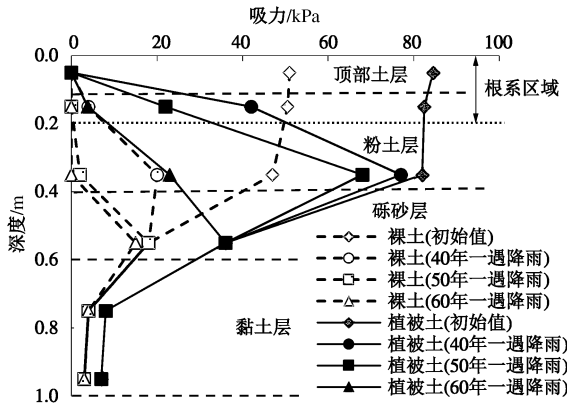 吸力/kPa
0 20 40 60 80 100
0.0
顶部土层
根系区域
0.2
粉土层
0.4
砾砂层
深度/m
裸土(初始值)
裸土(40年一遇降雨)
0.6
裸土(50年一遇降雨)
裸土(60年一遇降雨)
植被土(初始值)
0.8
黏土层
植被土(40年一遇降雨)
植被土(50年一遇降雨)
植被土(60年一遇降雨)
1.0